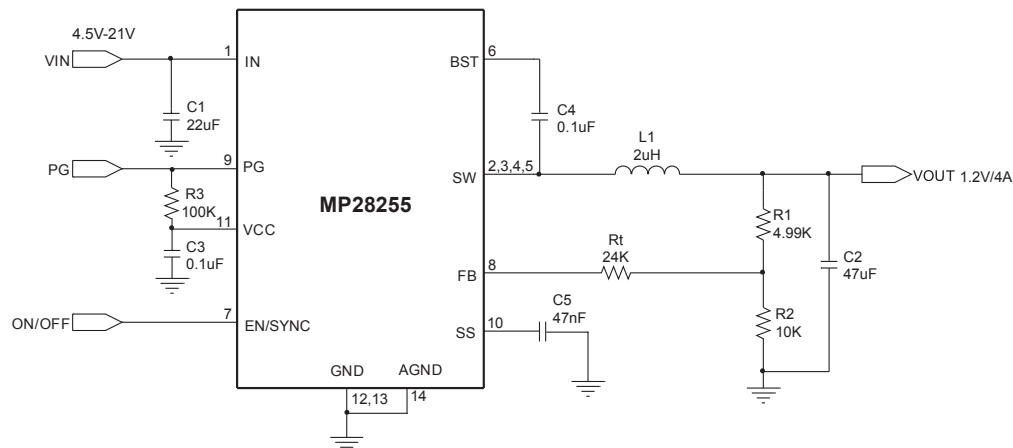 4.5V-21V
VIN
1
IN
C1
22uF
PG
9
PG
R3
100K
11
VCC
C3
0.1uF
ON/OFF
7
EN/SYNC
MP28255
GND
AGND
12,13
14
BST
6
C4
0.1uF
SW
2,3,4,5
L1
2uH
VOUT 1.2V/4A
R1
4.99K
C2
47uF
FB
8
Rt
24K
R2
10K
SS
10
C5
47nF